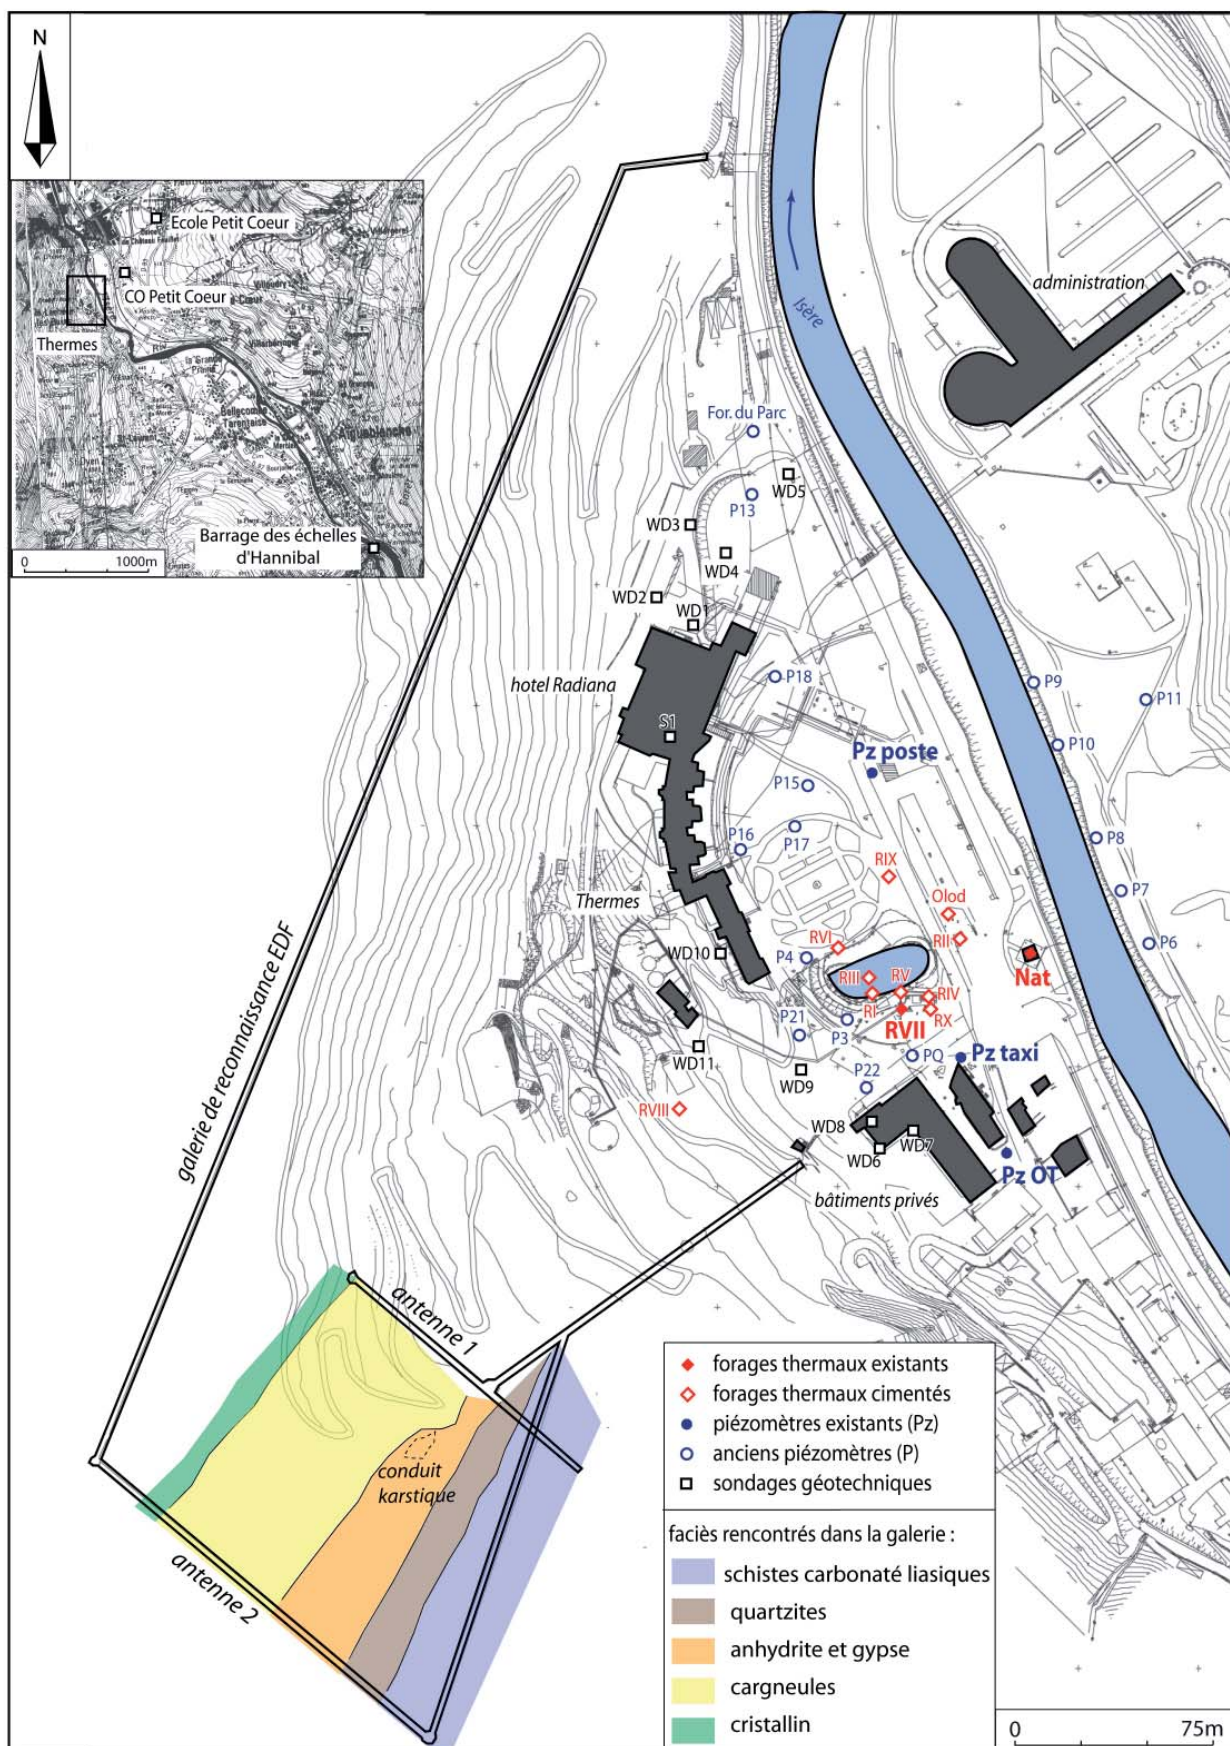 N
Ecole Petit Coeur
CO Petit Coeur
Thermes
Bellecombe
Tarentaise
Aigueblanche
Barrage des échelles
d'Hannibal
0 1000m
galerie de reconnaissance EDF
Isère
administration
For. du Parc
WD5
P13
WD3
WD4
WD2
WD1
hotel Radiana
P18
P9
P11
S1
P10
Pz poste
P15
P17
P16
P8
RIX
P7
Thermes
Olod
RII
P6
RVI
WD10
P4
Nat
RIII
RV
RIV
RI
RX
P21
P3
RVII
WD11
PQ
Pz taxi
WD9
P22
RVIII
WD8
WD7
WD6
Pz OT
bâtiments privés
antenne 1
conduit
karstique
antenne 2
forages thermaux existants
forages thermaux cimentés
piézomètres existants (Pz)
anciens piézomètres (P)
sondages géotechniques
faciès rencontrés dans la galerie :
schistes carbonaté liasiques
quartzites
anhydrite et gypse
cargneules
cristallin
0 75m